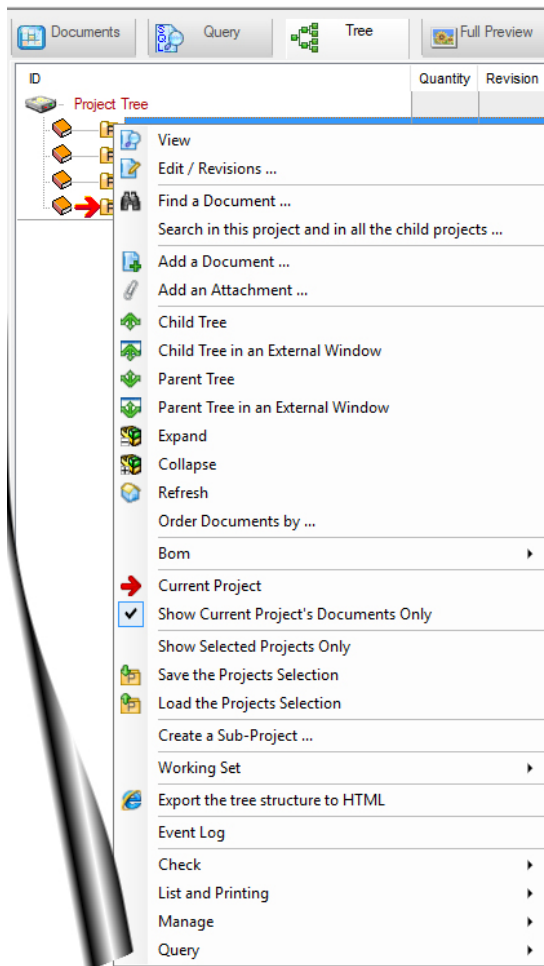 Documents
Query
Tree
Full Preview
ID
Quantity
Revision
Project Tree
View
Edit / Revisions ...
Find a Document ...
Search in this project and in all the child projects ...
Add a Document ...
Add an Attachment ...
Child Tree
Child Tree in an External Window
Parent Tree
Parent Tree in an External Window
Expand
Collapse
Refresh
Order Documents by ...
Bom
Current Project
Show Current Project's Documents Only
Show Selected Projects Only
Save the Projects Selection
Load the Projects Selection
Create a Sub-Project ...
Working Set
Export the tree structure to HTML
Event Log
Check
List and Printing
Manage
Query